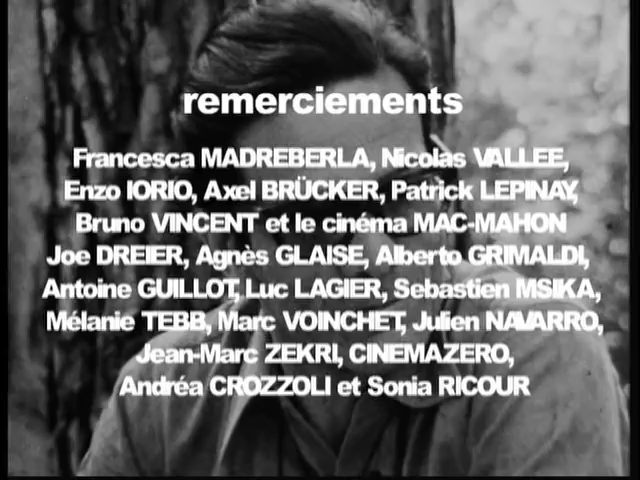 remerciements
Francesca MADREBERLA, Nicolas VALLEE,
Enzo IORIO, Axel BRÜCKER, Patrick LEPINAY,
Bruno VINCENT et le cinéma MAC-MAHON
Joe DREIER, Agnès GLAISE, Alberto GRIMALDI,
Antoine GUILLOT, Luc LAGIER, Sebastien MSIKA,
Mélanie TEBB, Marc VOINCHET, Julien NAVARRO,
Jean-Marc ZEKRI, CINEMAZERO,
Andréa CROZZOLI et Sonia RICOUR